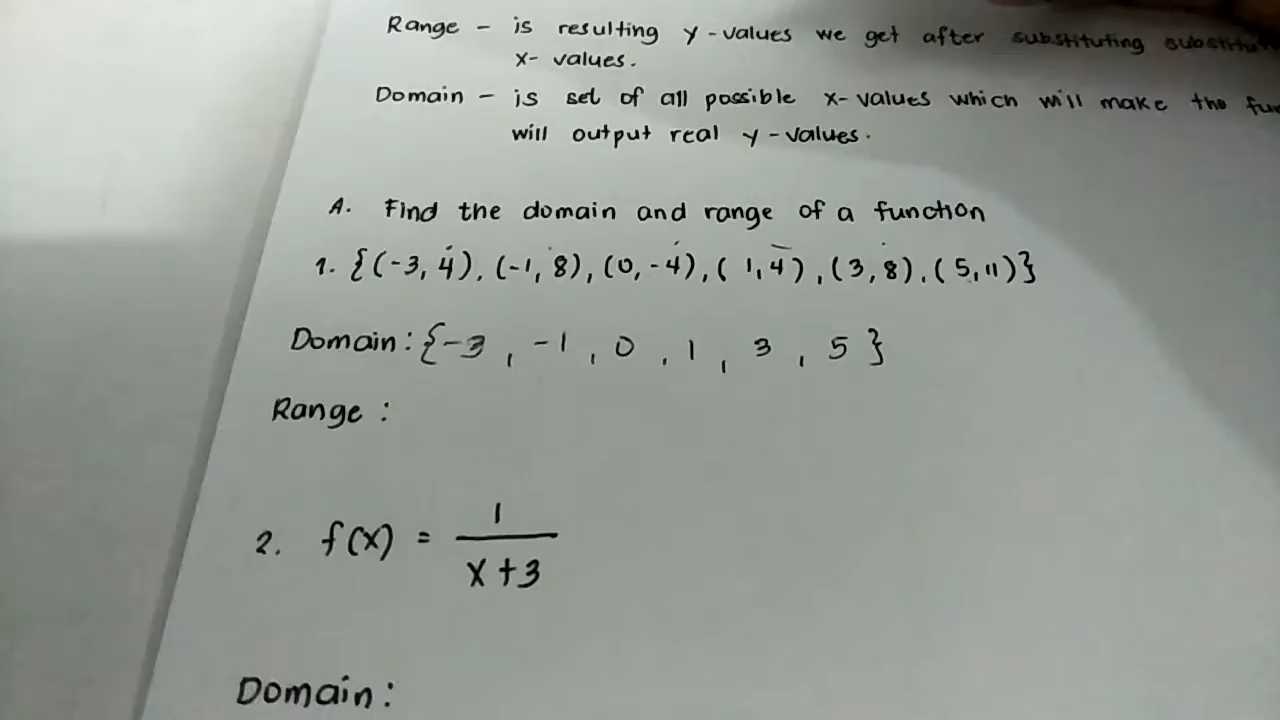 Range - is resulting y-values we get after substituting
x- values.
Domain - is set of all possible x-values which will make the
will output real y-values.
A. Find the domain and range of a function
1. {(-3, 4), (-1, 8), (0, -4), (1, 4), (3, 8), (5, 11)}
Domain: {-3, -1, 0, 1, 3, 5}
Range:
2. f(x) = 1
x+3
Domain: